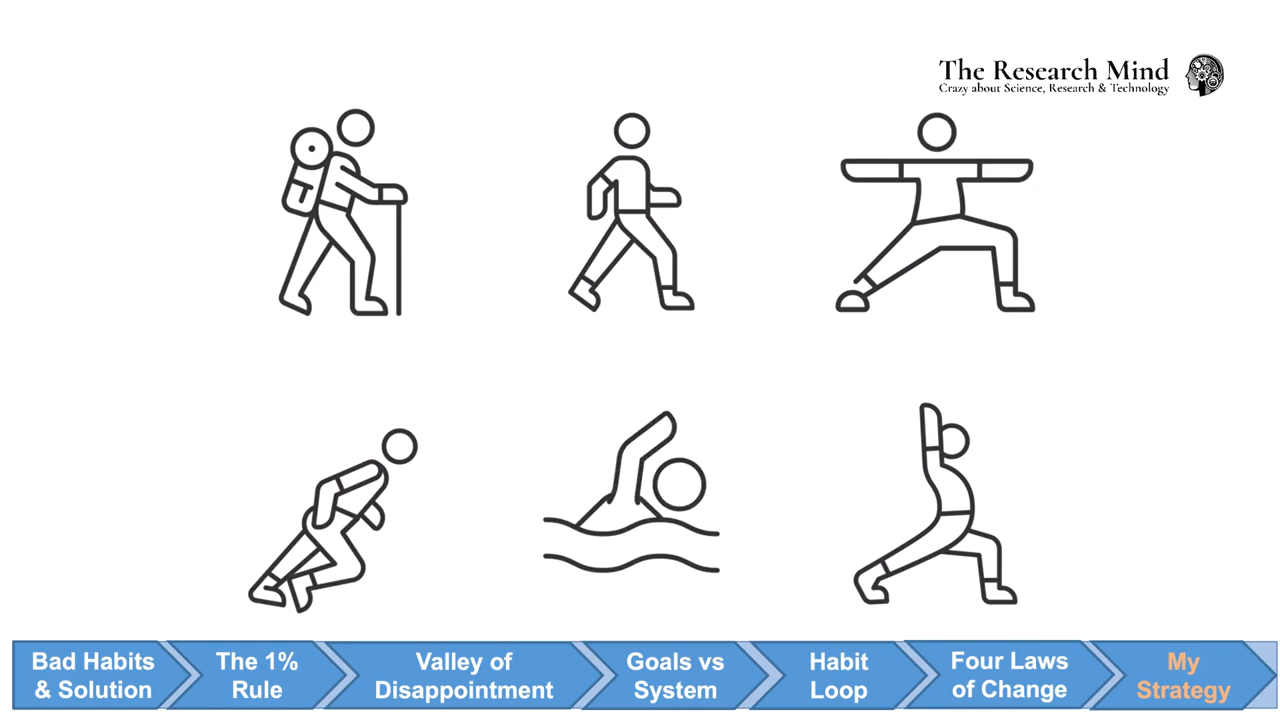 The Research Mind
Crazy about Science, Research & Technology
Bad Habits
& Solution
The 1%
Rule
Valley of
Disappointment
Goals vs
System
Habit
Loop
Four Laws
of Change
My
Strategy